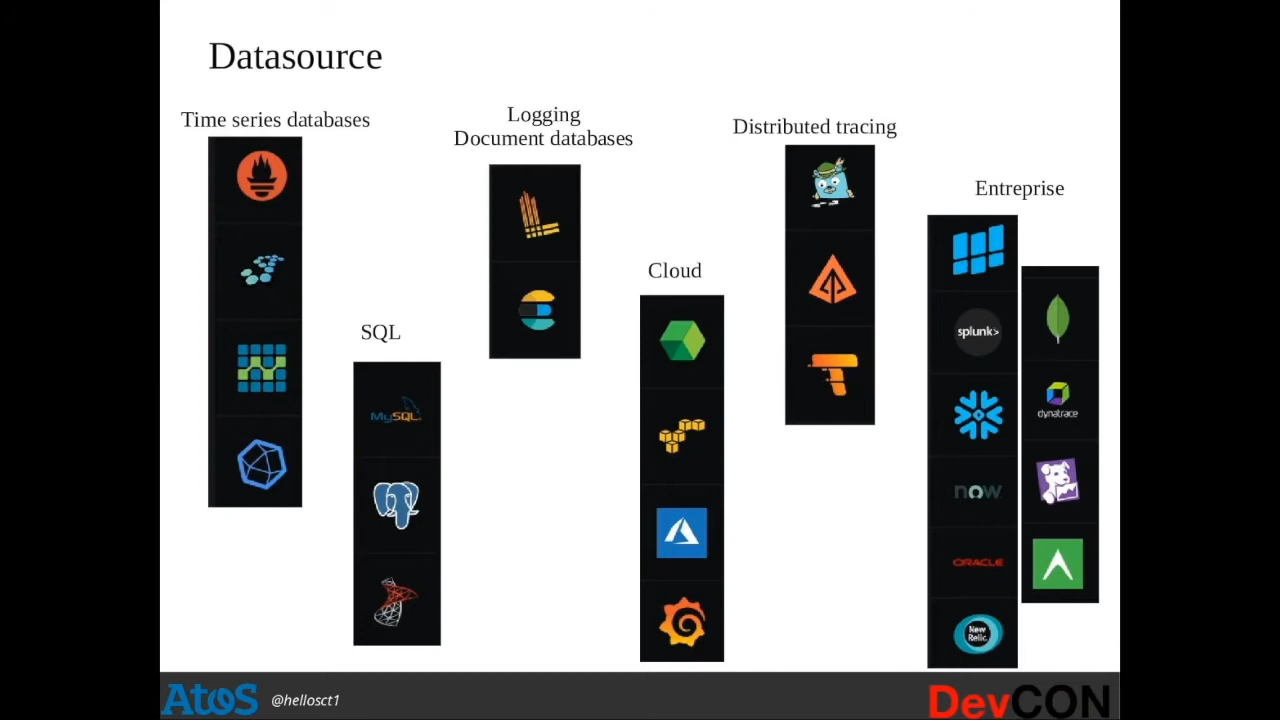 Datasource
Time series databases
Logging
Document databases
Distributed tracing
Entreprise
Cloud
SQL
MySQL
splunk>
now
ORACLE
New
Relic
dynatrace
Atos
@hellosct1
DevCON